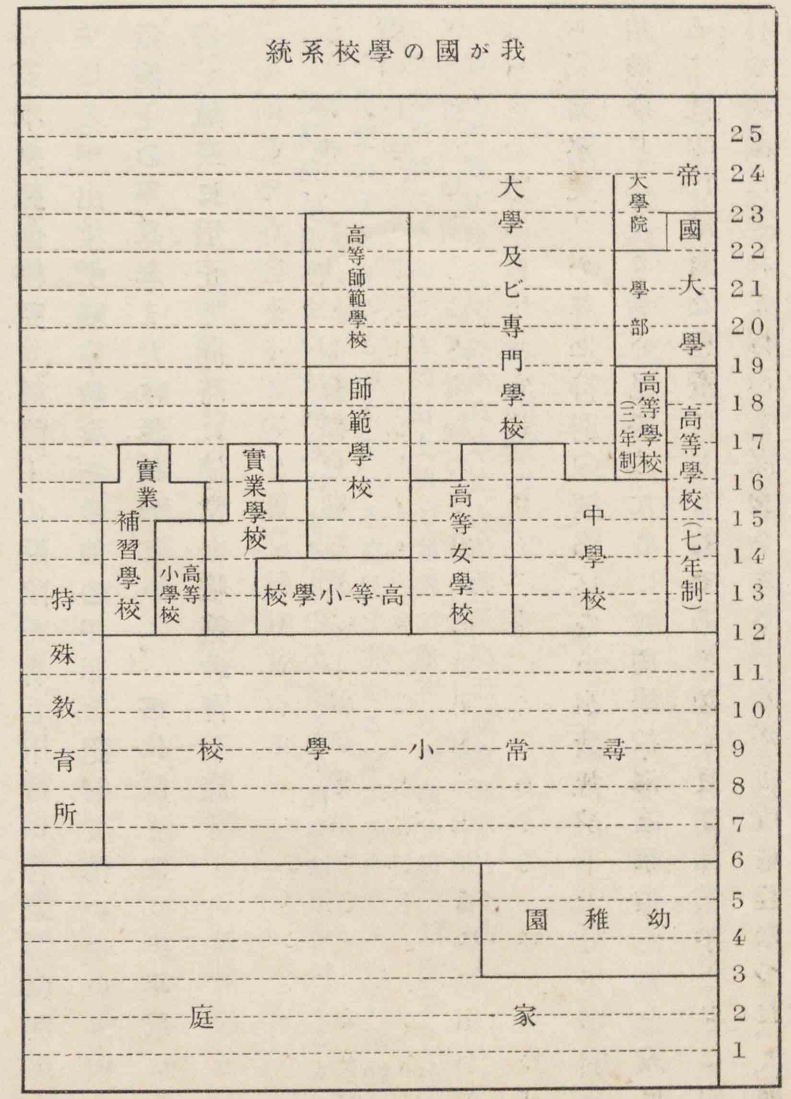 我が國の學校系統
25
24
23
22
21
20
19
18
17
16
15
14
13
12
11
10
9
8
7
6
5
4
3
2
1
帝國大學
大學院
學部
高等學校(七年制)
高等學校
(三年制)
大學及ビ專門學校
中學校
高等女學校
高等師範學校
師範學校
高等小學校
實業學校
高等
小學校
實業
補習學校
特殊教育所
尋常小學校
幼稚園
家庭